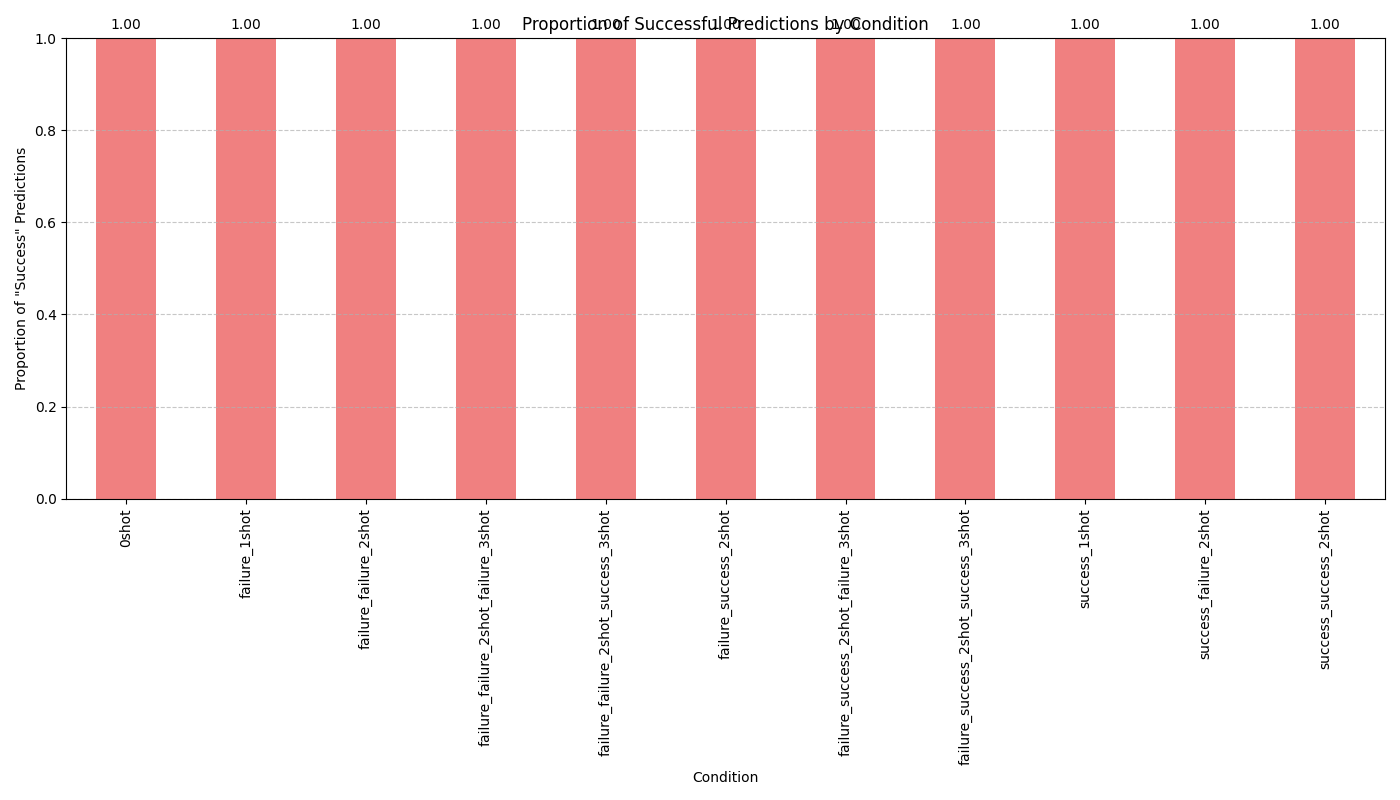 Proportion of Successful Predictions by Condition
1.00 1.00 1.00 1.00 1.00 1.00 1.00 1.00 1.00 1.00 1.00
1.0
0.8
0.6
0.4
0.2
0.0
Proportion of "Success" Predictions
0shot
failure_1shot
failure_failure_2shot
failure_failure_2shot_failure_3shot
failure_failure_2shot_success_3shot
failure_success_2shot
failure_success_2shot_failure_3shot
failure_success_2shot_success_3shot
success_1shot
success_failure_2shot
success_success_2shot
Condition